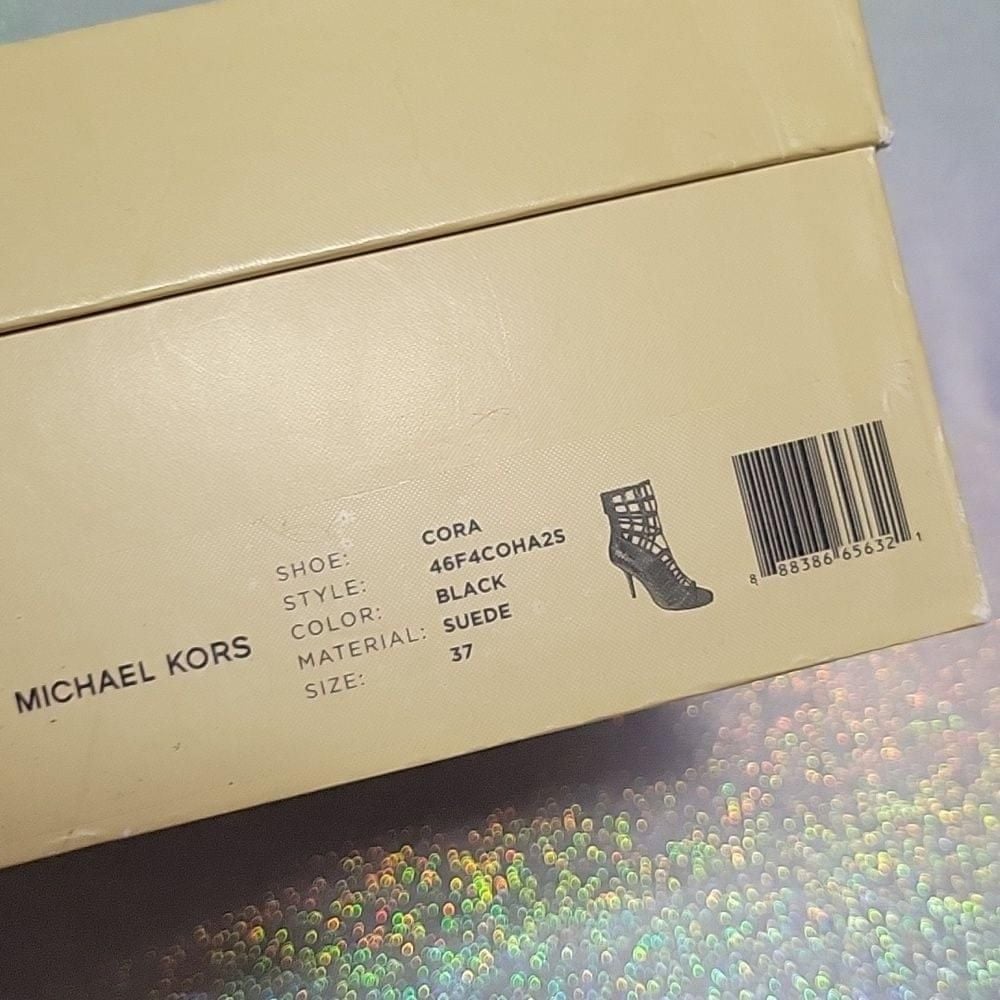 MICHAEL KORS
SHOE: CORA
STYLE: 46F4COHA2S
COLOR: BLACK
MATERIAL: SUEDE
SIZE: 37
8 88386 65632 1